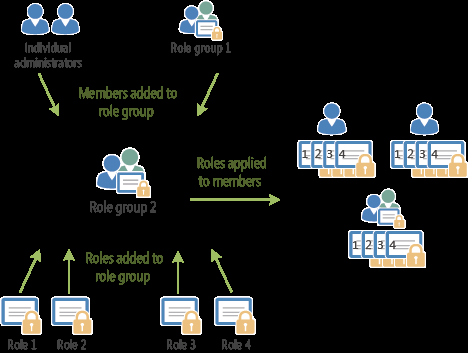 Individual
administrators
Role group 1
Members added to
role group
1 2 3 4
1 2 3 4
Roles applied
to members
Role group 2
1 2 3 4
Roles added to
role group
Role 1
Role 2
Role 3
Role 4